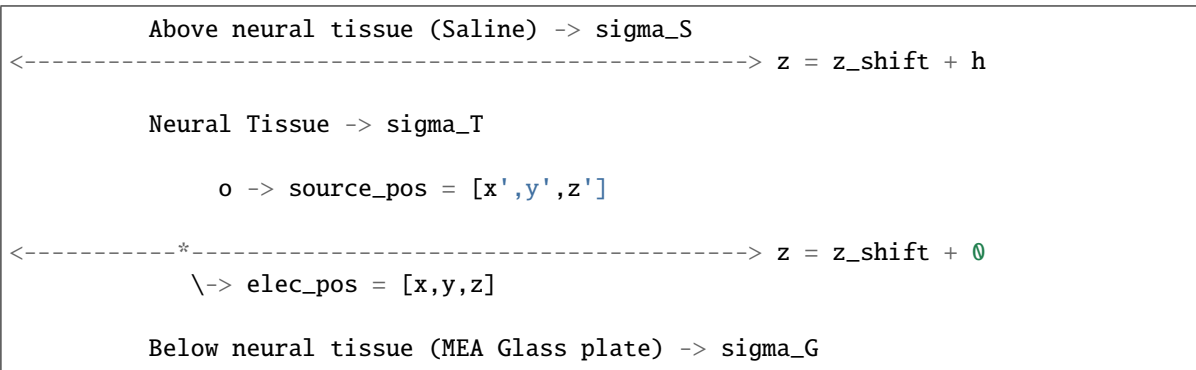 Above neural tissue (Saline) -> sigma_S
<----------------------------------------------------> z = z_shift + h
Neural Tissue -> sigma_T
o -> source_pos = [x',y',z']
<-----------*----------------------------------------> z = z_shift + 0
\-> elec_pos = [x,y,z]
Below neural tissue (MEA Glass plate) -> sigma_G